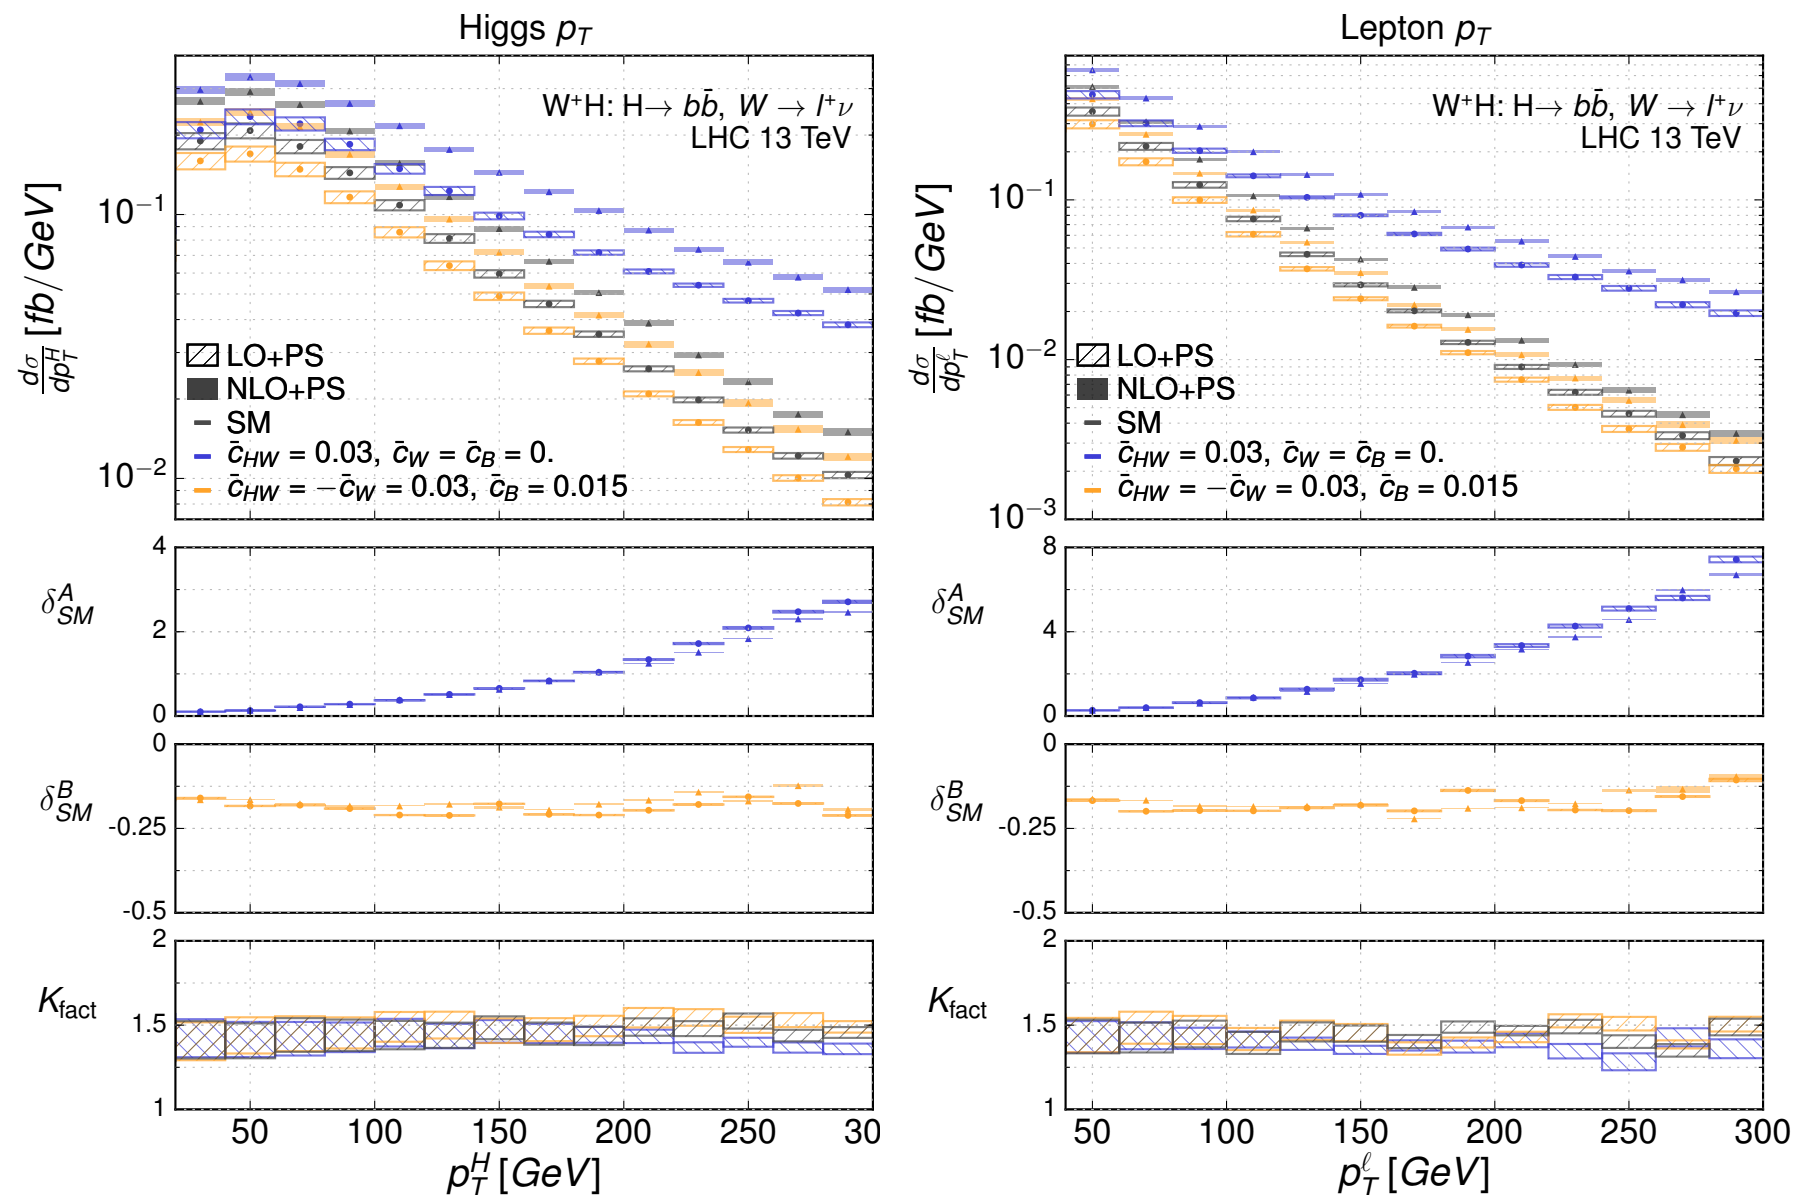 Higgs p_T
W⁺H: H→ bb̄, W → l⁺ν
LHC 13 TeV
dσ/dp_T^H [fb/GeV]
10⁻¹
10⁻²
LO+PS
NLO+PS
SM
c̄_HW = 0.03, c̄_W = c̄_B = 0.
c̄_HW = −c̄_W = 0.03, c̄_B = 0.015
δ_SM^A
4
2
0
δ_SM^B
0
-0.25
-0.5
K_fact
2
1.5
1
50 100 150 200 250 30
p_T^H [GeV]
Lepton p_T
W⁺H: H→ bb̄, W → l⁺ν
LHC 13 TeV
dσ/dp_T^ℓ [fb/GeV]
10⁻¹
10⁻²
10⁻³
LO+PS
NLO+PS
SM
c̄_HW = 0.03, c̄_W = c̄_B = 0.
c̄_HW = −c̄_W = 0.03, c̄_B = 0.015
δ_SM^A
8
4
0
δ_SM^B
0
-0.25
-0.5
K_fact
2
1.5
1
50 100 150 200 250 300
p_T^ℓ [GeV]